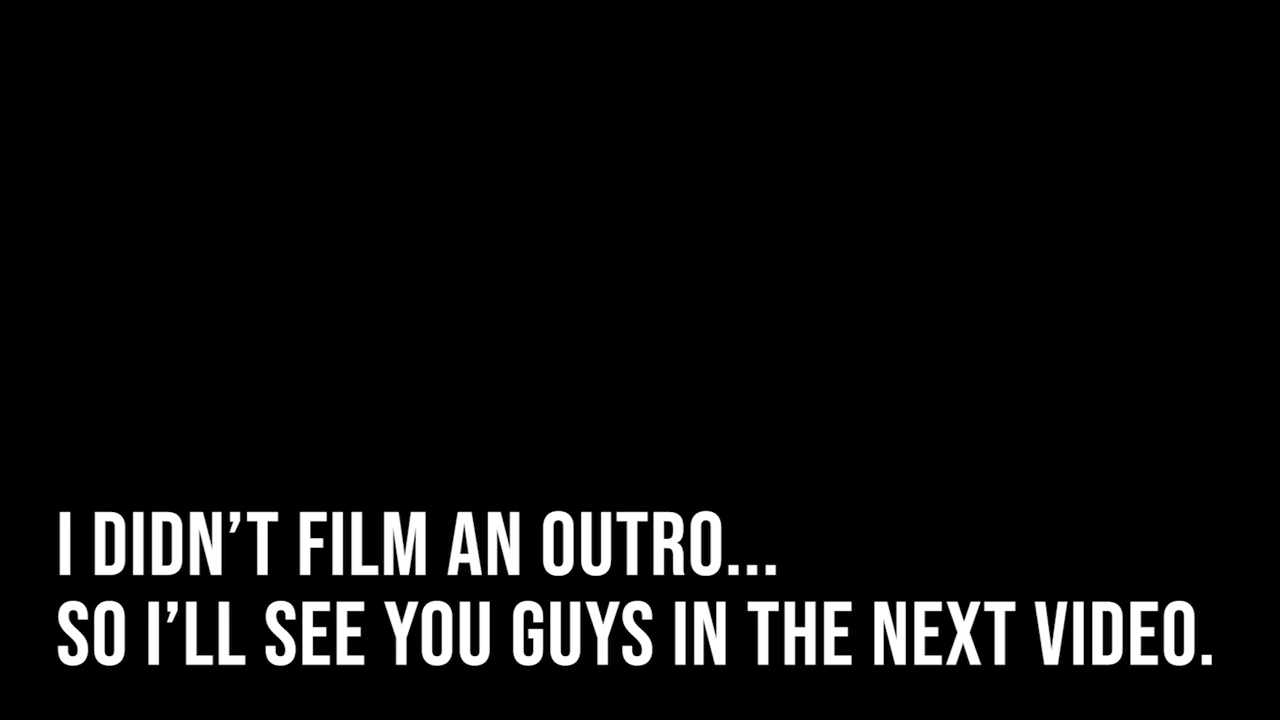 I DIDN’T FILM AN OUTRO...
SO I’LL SEE YOU GUYS IN THE NEXT VIDEO.